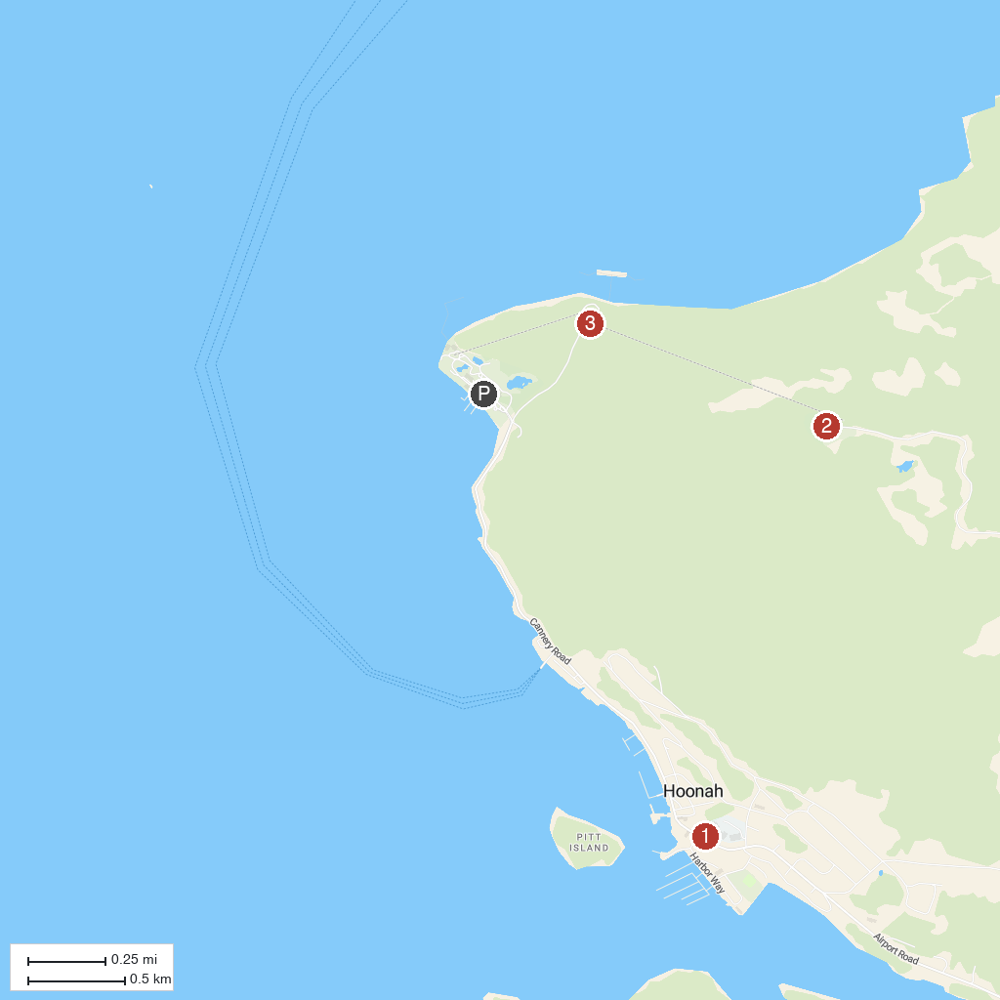 3
P
2
Cannery Road
Hoonah
1
PITT
ISLAND
Harbor Way
Airport Road
0.25 mi
0.5 km